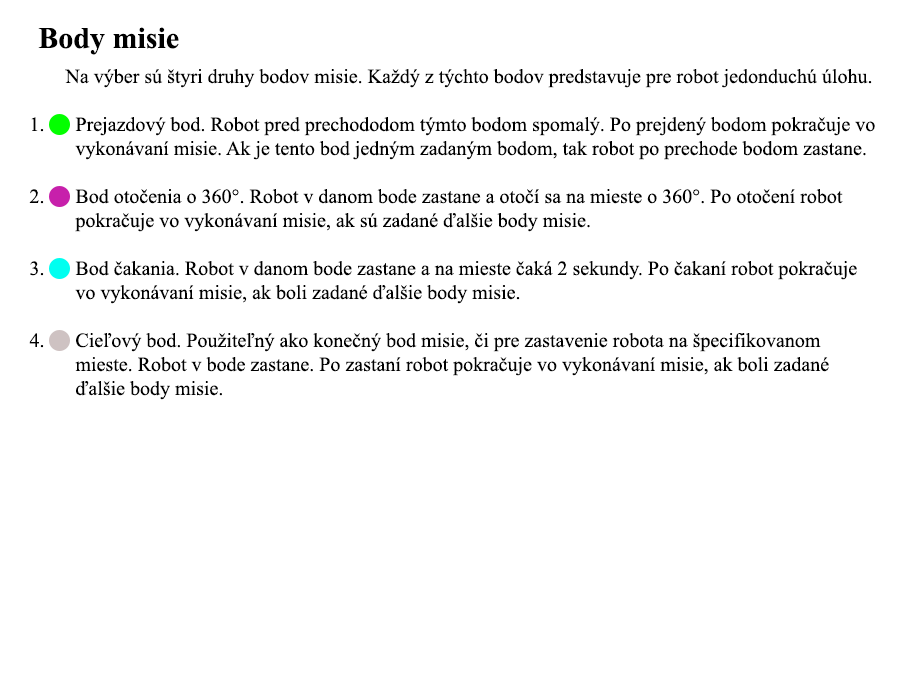 Body misie
Na výber sú štyri druhy bodov misie. Každý z týchto bodov predstavuje pre robot jedonduchú úlohu.
1. Prejazdový bod. Robot pred prechododom týmto bodom spomalý. Po prejdený bodom pokračuje vo
vykonávaní misie. Ak je tento bod jedným zadaným bodom, tak robot po prechode bodom zastane.
2. Bod otočenia o 360°. Robot v danom bode zastane a otočí sa na mieste o 360°. Po otočení robot
pokračuje vo vykonávaní misie, ak sú zadané ďalšie body misie.
3. Bod čakania. Robot v danom bode zastane a na mieste čaká 2 sekundy. Po čakaní robot pokračuje
vo vykonávaní misie, ak boli zadané ďalšie body misie.
4. Cieľový bod. Použiteľný ako konečný bod misie, či pre zastavenie robota na špecifikovanom
mieste. Robot v bode zastane. Po zastaní robot pokračuje vo vykonávaní misie, ak boli zadané
ďalšie body misie.